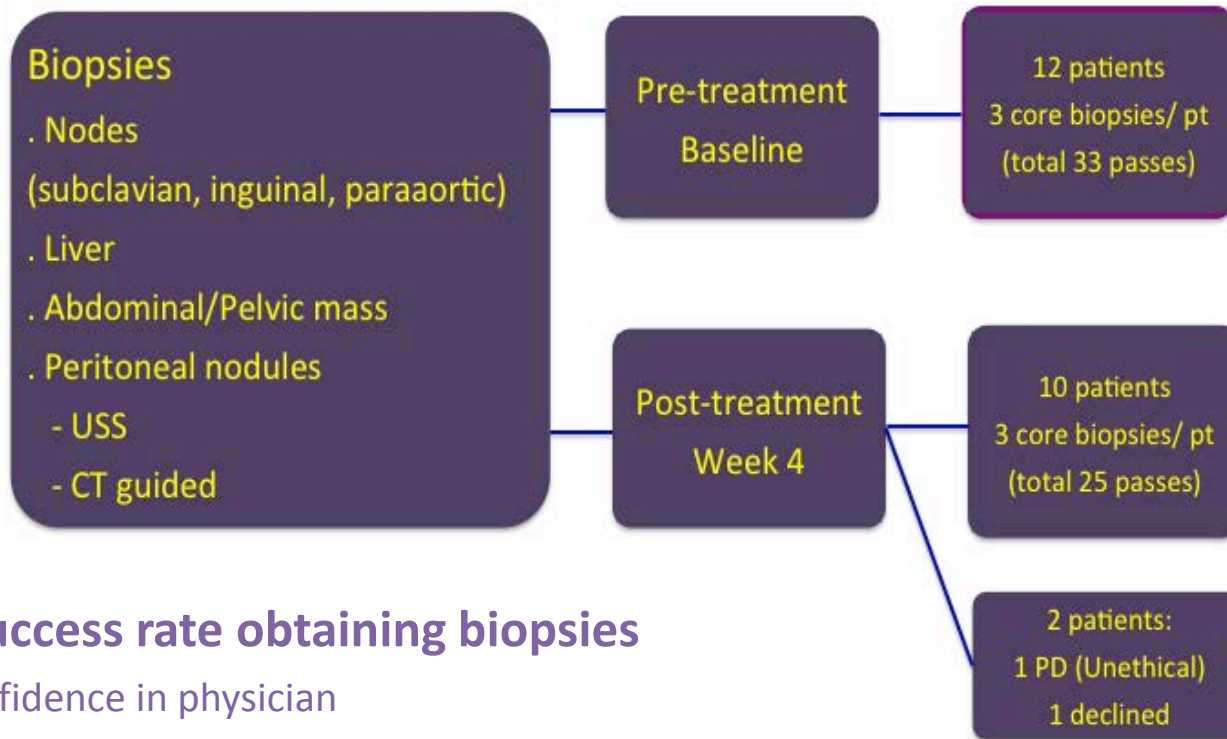 Biopsies
. Nodes
(subclavian, inguinal, paraaortic)
. Liver
. Abdominal/Pelvic mass
. Peritoneal nodules
- USS
- CT guided
Pre-treatment
Baseline
12 patients
3 core biopsies/ pt
(total 33 passes)
Post-treatment
Week 4
10 patients
3 core biopsies/ pt
(total 25 passes)
2 patients:
1 PD (Unethical)
1 declined
rate obtaining biopsies
in physician